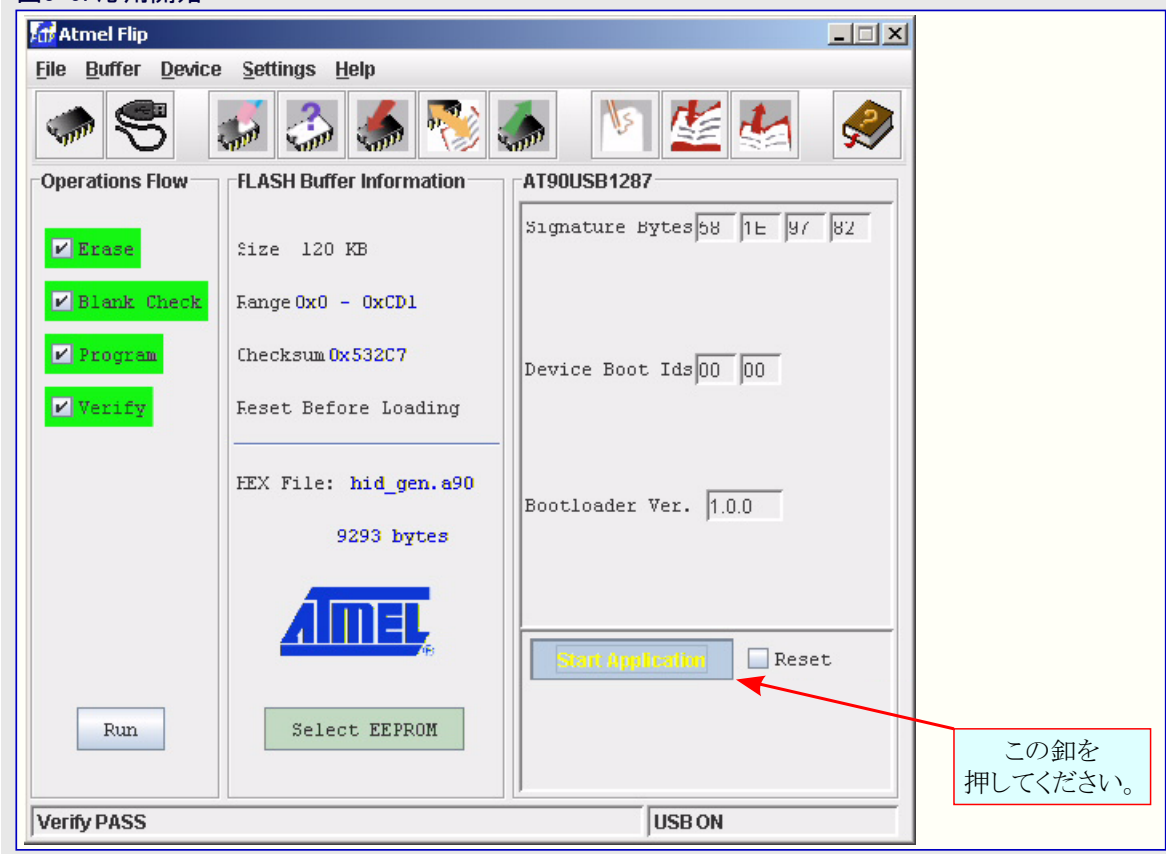 Atmel Flip
File Buffer Device Settings Help
Operations Flow
Erase
Blank Check
Program
Verify
Run
FLASH Buffer Information
Size 120 KB
Range 0x0 - 0xCD1
Checksum 0x532C7
Reset Before Loading
HEX File: hid_gen.a90
9293 bytes
ATMEL
Select EEPROM
AT90USB1287
Signature Bytes 58 1E 97 82
Device Boot Ids 00 00
Bootloader Ver. 1.0.0
Start Application Reset
この釦を
押してください。
Verify PASS USB ON